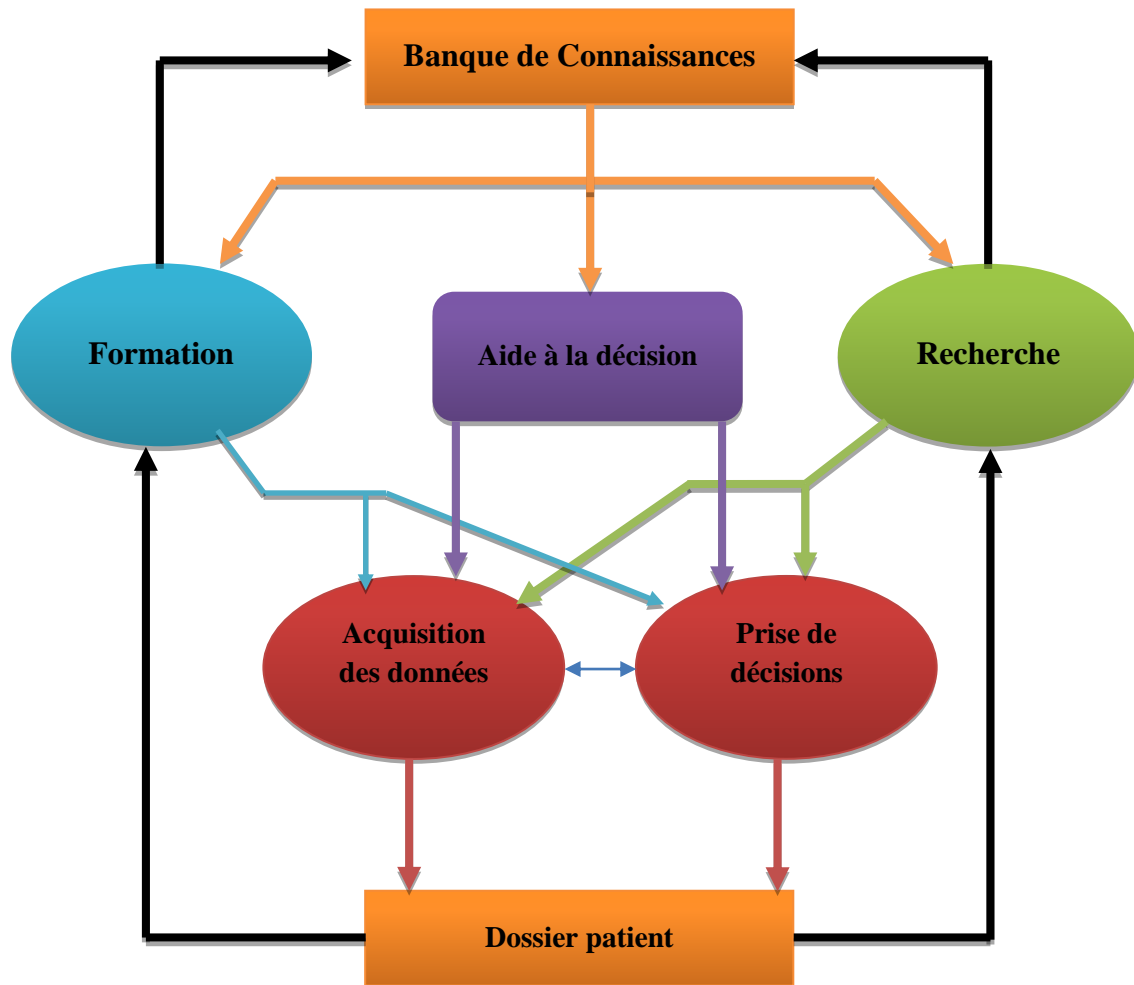 Banque de Connaissances
Formation
Aide à la décision
Recherche
Acquisition
des données
Prise de
décisions
Dossier patient